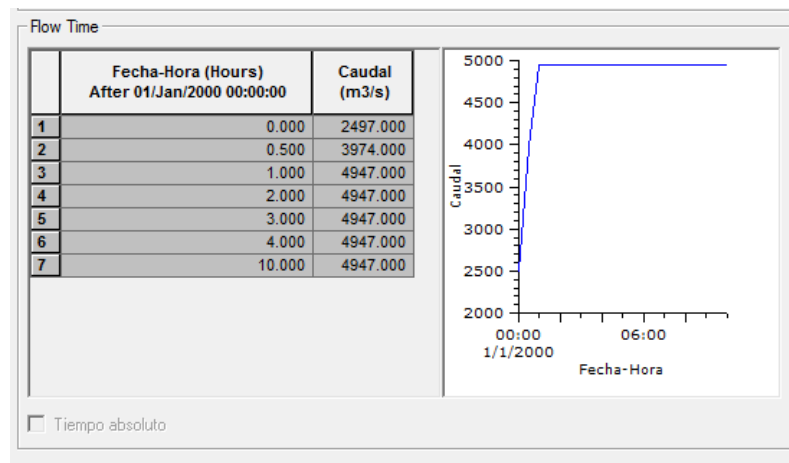 Flow Time
Fecha-Hora (Hours) Caudal
After 01/Jan/2000 00:00:00 (m3/s)
1 0.000 2497.000
2 0.500 3974.000
3 1.000 4947.000
4 2.000 4947.000
5 3.000 4947.000
6 4.000 4947.000
7 10.000 4947.000
5000
4500
4000
3500
3000
2500
2000
Caudal
00:00 06:00
1/1/2000
Fecha-Hora
Tiempo absoluto